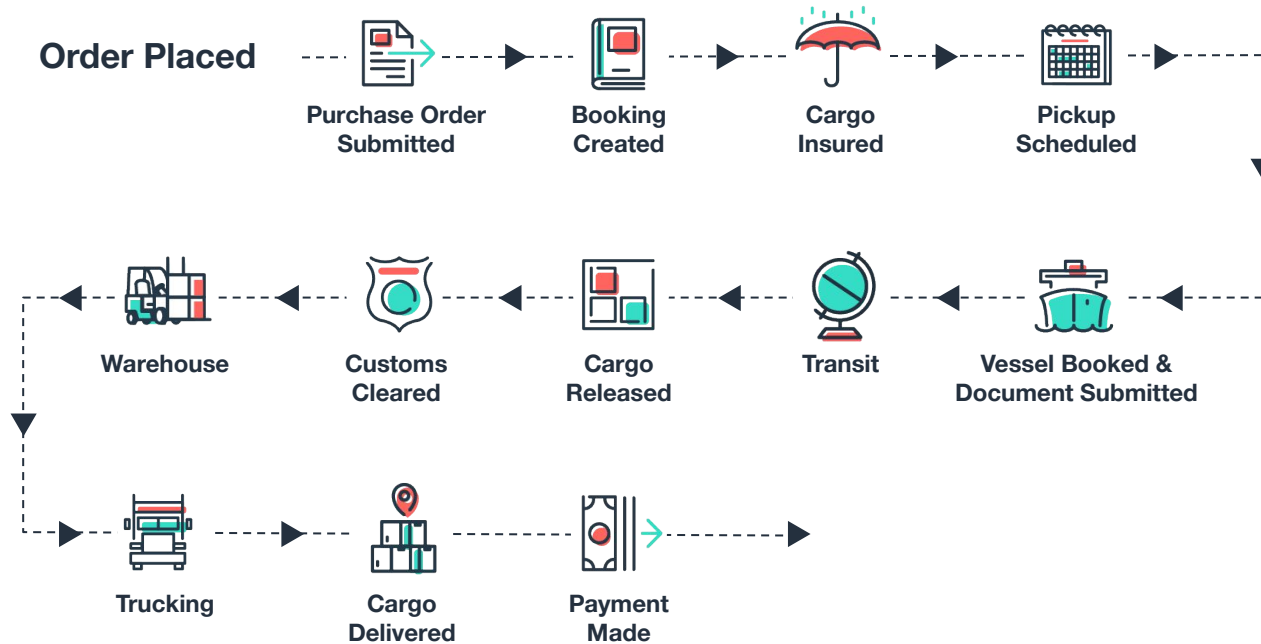 Order Placed
Purchase Order
Submitted
Booking
Created
Cargo
Insured
Pickup
Scheduled
Vessel Booked &
Document Submitted
Transit
Cargo
Released
Customs
Cleared
Warehouse
Trucking
Cargo
Delivered
Payment
Made